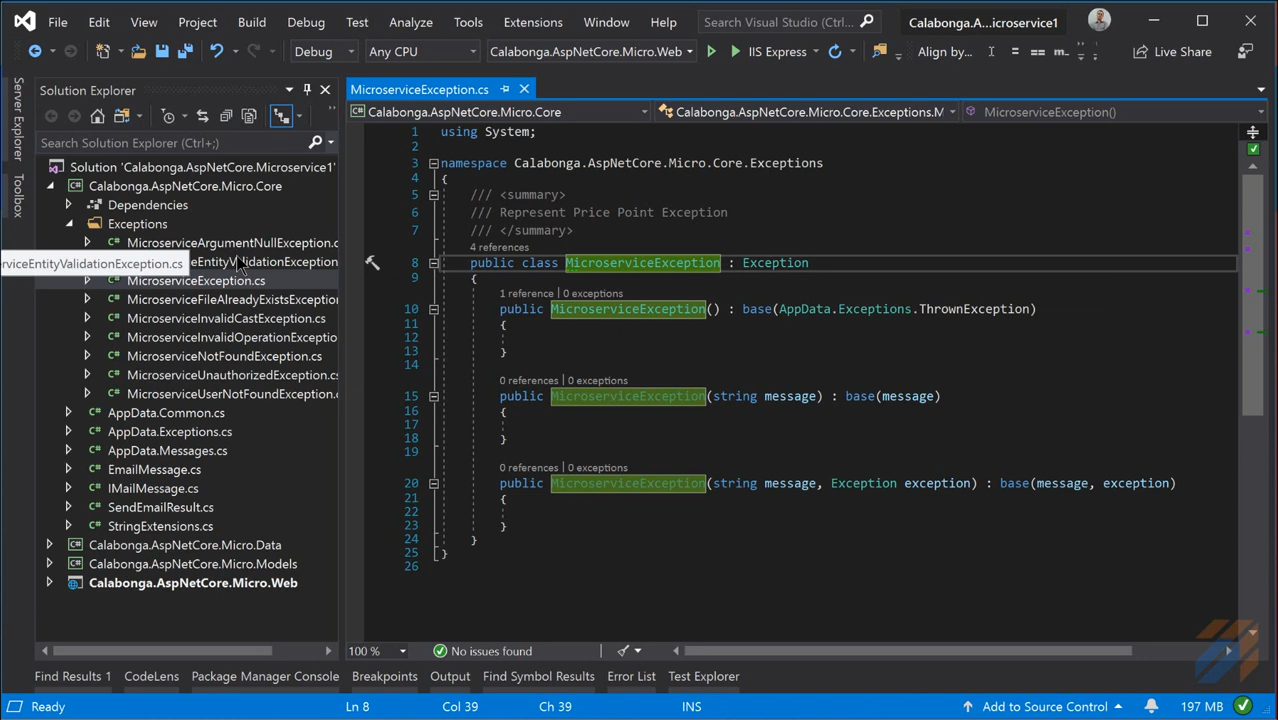 File Edit View Project Build Debug Test Analyze Tools Extensions Window Help Search Visual Studio (Ctrl+Q) Calabonga.A...icroservice1
Debug Any CPU Calabonga.AspNetCore.Micro.Web IIS Express Align by... = == m... Live Share
Server Explorer
Toolbox
Solution Explorer
Search Solution Explorer (Ctrl+;)
Solution 'Calabonga.AspNetCore.Microservice1'
Calabonga.AspNetCore.Micro.Core
Dependencies
Exceptions
MicroserviceArgumentNullException.c
rviceEntityValidationException.cs
eEntityValidationException
MicroserviceException.cs
MicroserviceFileAlreadyExistsExceptio
MicroserviceInvalidCastException.cs
MicroserviceInvalidOperationExceptio
MicroserviceNotFoundException.cs
MicroserviceUnauthorizedException.cs
MicroserviceUserNotFoundException.
AppData.Common.cs
AppData.Exceptions.cs
AppData.Messages.cs
EmailMessage.cs
IMailMessage.cs
SendEmailResult.cs
StringExtensions.cs
Calabonga.AspNetCore.Micro.Data
Calabonga.AspNetCore.Micro.Models
Calabonga.AspNetCore.Micro.Web
MicroserviceException.cs
Calabonga.AspNetCore.Micro.Core Calabonga.AspNetCore.Micro.Core.Exceptions.M MicroserviceException()
1 using System;
2
3 namespace Calabonga.AspNetCore.Micro.Core.Exceptions
4 {
5 /// <summary>
6 /// Represent Price Point Exception
7 /// </summary>
4 references
8 public class MicroserviceException : Exception
9 {
1 reference | 0 exceptions
10 public MicroserviceException() : base(AppData.Exceptions.ThrownException)
11 {
12
13 }
14
0 references | 0 exceptions
15 public MicroserviceException(string message) : base(message)
16 {
17
18 }
19
0 references | 0 exceptions
20 public MicroserviceException(string message, Exception exception) : base(message, exception)
21 {
22
23 }
24 }
25 }
26
100 % No issues found
Find Results 1 CodeLens Package Manager Console Breakpoints Output Find Symbol Results Error List Test Explorer
Ready Ln 8 Col 39 Ch 39 INS Add to Source Control 197 MB